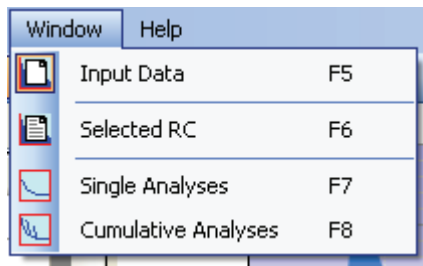 Window Help
Input Data F5
Selected RC F6
Single Analyses F7
Cumulative Analyses F8